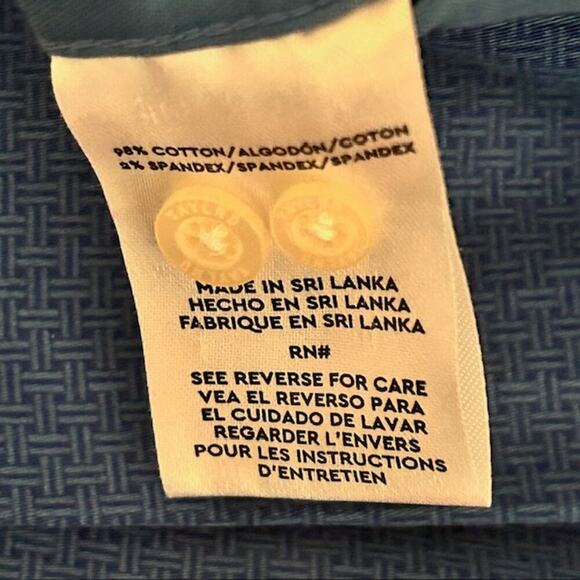 98% COTTON/ALGODÓN/COTON
2% SPANDEX/SPANDEX/SPANDEX
MADE IN SRI LANKA
HECHO EN SRI LANKA
FABRIQUE EN SRI LANKA
RN#
SEE REVERSE FOR CARE
VEA EL REVERSO PARA
EL CUIDADO DE LAVAR
REGARDER L'ENVERS
POUR LES INSTRUCTIONS
D'ENTRETIEN